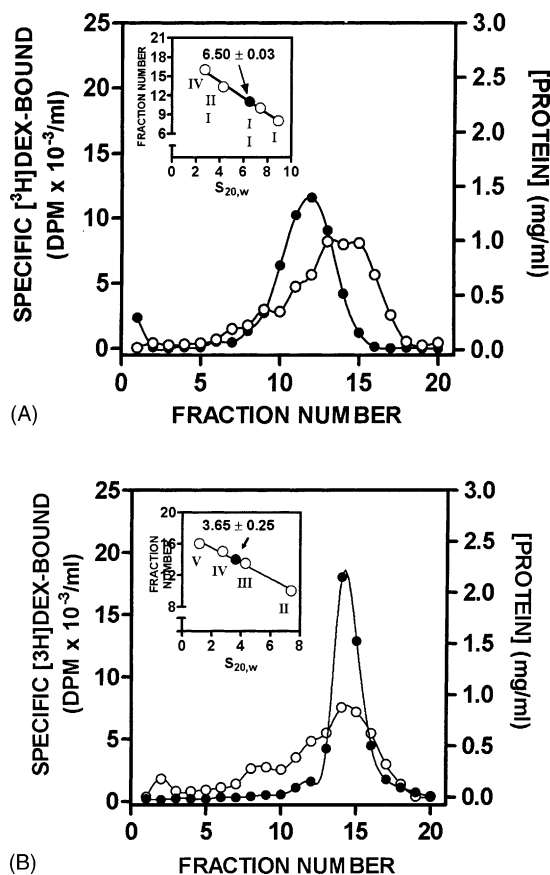 SPECIFIC [³H]DEX-BOUND
(DPM x 10⁻³/ml)
25
20
15
10
5
0
3.0
2.5
2.0
1.5
1.0
0.5
0.0
[PROTEIN] (mg/ml)
FRACTION NUMBER
21
18
15
12
9
6
6.50 ± 0.03
IV
II
I
I
I
I
0 2 4 6 8 10
S20,w
0 5 10 15 20
FRACTION NUMBER
(A)
SPECIFIC [3H]DEX-BOUND
(DPM x 10⁻³/ml)
25
20
15
10
5
0
3.0
2.5
2.0
1.5
1.0
0.5
0.0
[PROTEIN] (mg/ml)
FRACTION
NUMBER
20
16
12
8
3.65 ± 0.25
V
IV
III
II
0 2 4 6 8
S20,w
0 5 10 15 20
FRACTION NUMBER
(B)